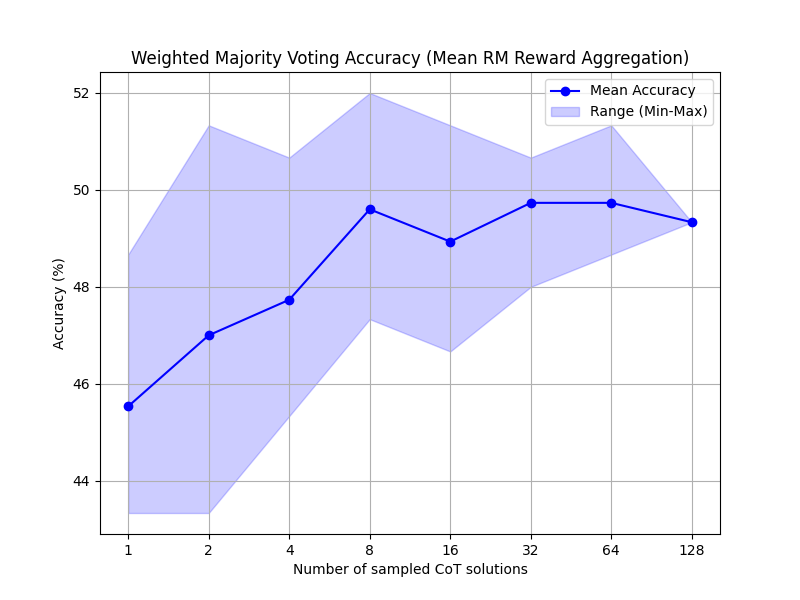 Weighted Majority Voting Accuracy (Mean RM Reward Aggregation)
Mean Accuracy
Range (Min-Max)
Accuracy (%)
52
50
48
46
44
1 2 4 8 16 32 64 128
Number of sampled CoT solutions